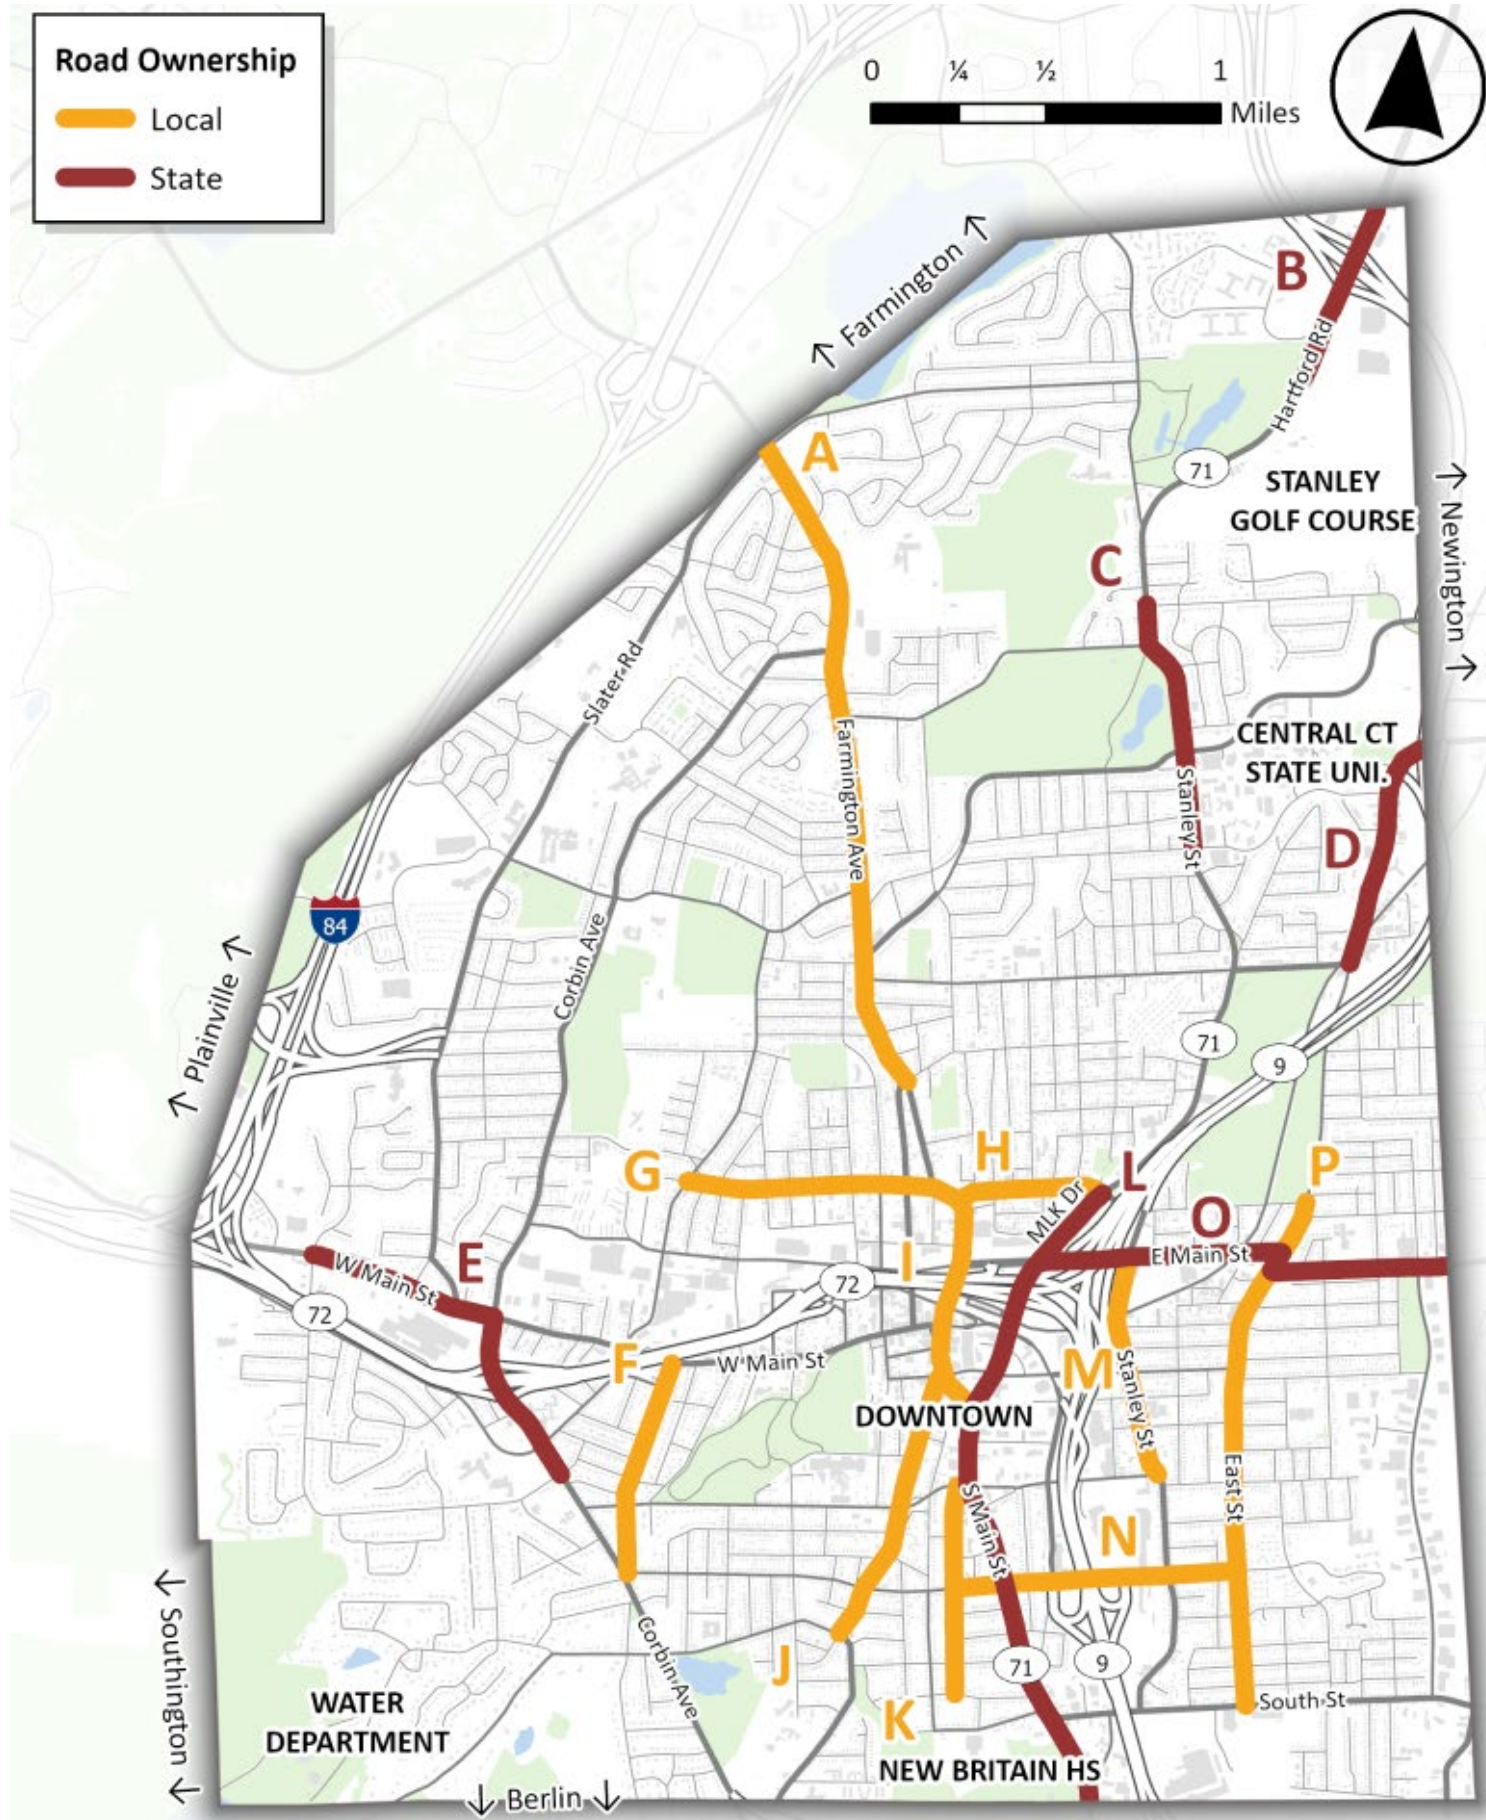 Road Ownership
Local
State
0 ¼ ½ 1
Miles
↑ Farmington ↑
B
Hartford Rd
A
71
STANLEY
GOLF COURSE
↑ Newington ↑
C
Slater Rd
Farmington Ave
CENTRAL CT
STATE UNI.
Stanley St
D
84
Corbin Ave
↑ Plainville ↑
71
9
G
H
L
P
MLK Dr
O
E Main St
E
W Main St
I
72
72
F
W Main St
M
Stanley St
DOWNTOWN
East St
S Main St
N
↓ Southington ↓
Corbin Ave
J
71
9
K
South St
WATER
DEPARTMENT
NEW BRITAIN HS
↓ Berlin ↓